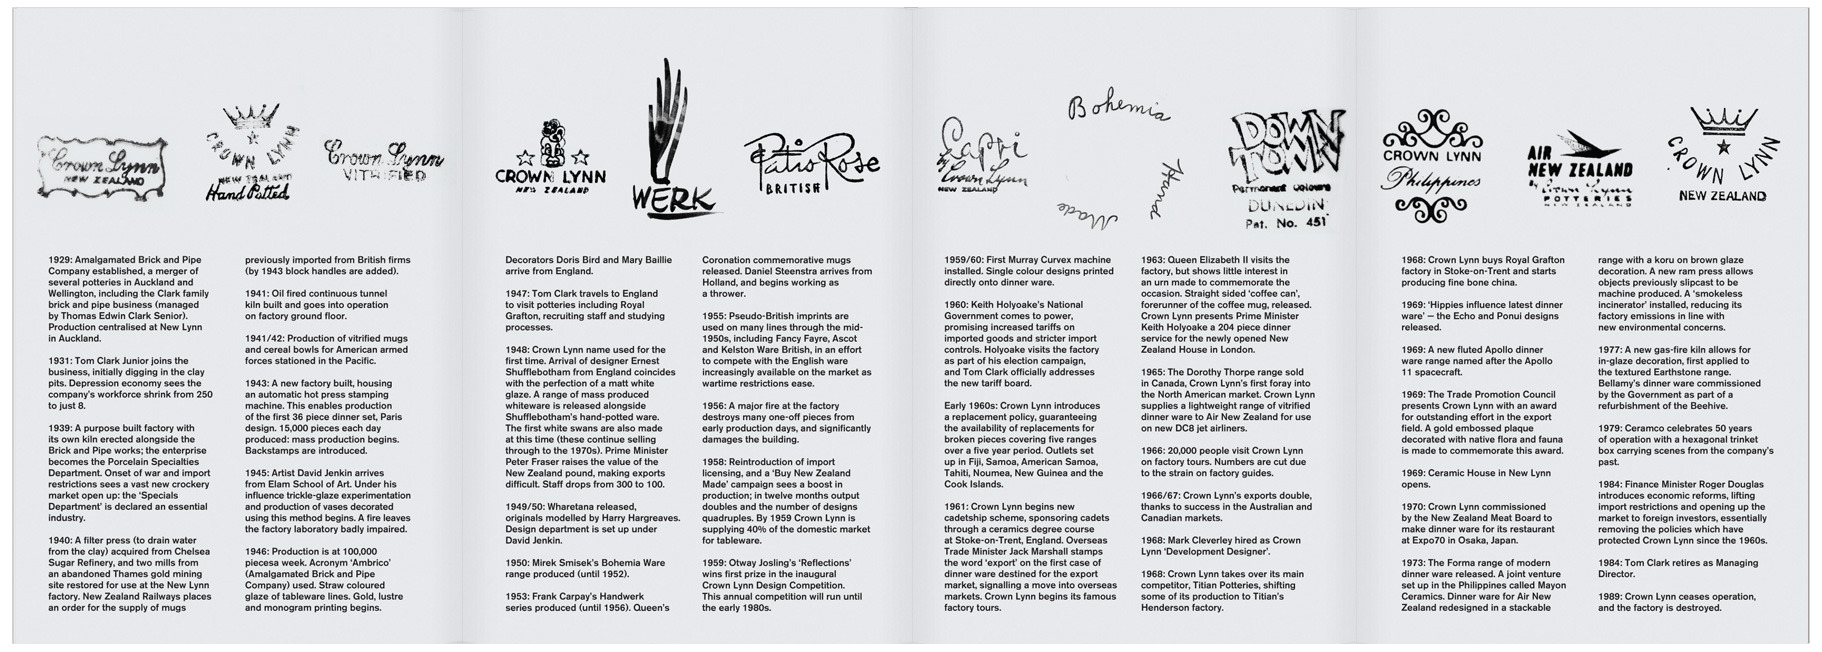 Crown Lynn
NEW ZEALAND
CROWN LYNN
NEW ZEALAND
Hand Potted
Crown Lynn
VITRIFIED
CROWN LYNN
NEW ZEALAND
WERK
Patio Rose
BRITISH
Capri
by Crown Lynn
NEW ZEALAND
Bohemia
Hand
Made
DOWN
TOWN
Permanent Colours
DUNEDIN
Pat. No. 451
CROWN LYNN
Philippines
AIR
NEW ZEALAND
By Crown Lynn
POTTERIES
NEW ZEALAND
CROWN LYNN
NEW ZEALAND
1929: Amalgamated Brick and Pipe
Company established, a merger of
several potteries in Auckland and
Wellington, including the Clark family
brick and pipe business (managed
by Thomas Edwin Clark Senior).
Production centralised at New Lynn
in Auckland.
1931: Tom Clark Junior joins the
business, initially digging in the clay
pits. Depression economy sees the
company's workforce shrink from 250
to just 8.
1939: A purpose built factory with
its own kiln erected alongside the
Brick and Pipe works; the enterprise
becomes the Porcelain Specialties
Department. Onset of war and import
restrictions sees a vast new crockery
market open up: the ‘Specials
Department’ is declared an essential
industry.
1940: A filter press (to drain water
from the clay) acquired from Chelsea
Sugar Refinery, and two mills from
an abandoned Thames gold mining
site restored for use at the New Lynn
factory. New Zealand Railways places
an order for the supply of mugs
previously imported from British firms
(by 1943 block handles are added).
1941: Oil fired continuous tunnel
kiln built and goes into operation
on factory ground floor.
1941/42: Production of vitrified mugs
and cereal bowls for American armed
forces stationed in the Pacific.
1943: A new factory built, housing
an automatic hot press stamping
machine. This enables production
of the first 36 piece dinner set, Paris
design. 15,000 pieces each day
produced: mass production begins.
Backstamps are introduced.
1945: Artist David Jenkin arrives
from Elam School of Art. Under his
influence trickle-glaze experimentation
and production of vases decorated
using this method begins. A fire leaves
the factory laboratory badly impaired.
1946: Production is at 100,000
piecesa week. Acronym ‘Ambrico’
(Amalgamated Brick and Pipe
Company) used. Straw coloured
glaze of tableware lines. Gold, lustre
and monogram printing begins.
Decorators Doris Bird and Mary Baillie
arrive from England.
1947: Tom Clark travels to England
to visit potteries including Royal
Grafton, recruiting staff and studying
processes.
1948: Crown Lynn name used for the
first time. Arrival of designer Ernest
Shufflebotham from England coincides
with the perfection of a matt white
glaze. A range of mass produced
whiteware is released alongside
Shufflebotham's hand-potted ware.
The first white swans are also made
at this time (these continue selling
through to the 1970s). Prime Minister
Peter Fraser raises the value of the
New Zealand pound, making exports
difficult. Staff drops from 300 to 100.
1949/50: Wharetana released,
originals modelled by Harry Hargreaves.
Design department is set up under
David Jenkin.
1950: Mirek Smisek's Bohemia Ware
range produced (until 1952).
1953: Frank Carpay's Handwerk
series produced (until 1956). Queen's
Coronation commemorative mugs
released. Daniel Steenstra arrives from
Holland, and begins working as
a thrower.
1955: Pseudo-British imprints are
used on many lines through the mid-
1950s, including Fancy Fayre, Ascot
and Kelston Ware British, in an effort
to compete with the English ware
increasingly available on the market as
wartime restrictions ease.
1956: A major fire at the factory
destroys many one-off pieces from
early production days, and significantly
damages the building.
1958: Reintroduction of import
licensing, and a ‘Buy New Zealand
Made’ campaign sees a boost in
production; in twelve months output
doubles and the number of designs
quadruples. By 1959 Crown Lynn is
supplying 40% of the domestic market
for tableware.
1959: Otway Josling's ‘Reflections’
wins first prize in the inaugural
Crown Lynn Design Competition.
This annual competition will run until
the early 1980s.
1959/60: First Murray Curvex machine
installed. Single colour designs printed
directly onto dinner ware.
1960: Keith Holyoake's National
Government comes to power,
promising increased tariffs on
imported goods and stricter import
controls. Holyoake visits the factory
as part of his election campaign,
and Tom Clark officially addresses
the new tariff board.
Early 1960s: Crown Lynn introduces
a replacement policy, guaranteeing
the availability of replacements for
broken pieces covering five ranges
over a five year period. Outlets set
up in Fiji, Samoa, American Samoa,
Tahiti, Noumea, New Guinea and the
Cook Islands.
1961: Crown Lynn begins new
cadetship scheme, sponsoring cadets
through a ceramics degree course
at Stoke-on-Trent, England. Overseas
Trade Minister Jack Marshall stamps
the word ‘export’ on the first case of
dinner ware destined for the export
market, signalling a move into overseas
markets. Crown Lynn begins its famous
factory tours.
1963: Queen Elizabeth II visits the
factory, but shows little interest in
an urn made to commemorate the
occasion. Straight sided ‘coffee can’,
forerunner of the coffee mug, released.
Crown Lynn presents Prime Minister
Keith Holyoake a 204 piece dinner
service for the newly opened New
Zealand House in London.
1965: The Dorothy Thorpe range sold
in Canada, Crown Lynn's first foray into
the North American market. Crown Lynn
supplies a lightweight range of vitrified
dinner ware to Air New Zealand for use
on new DC8 jet airliners.
1966: 20,000 people visit Crown Lynn
on factory tours. Numbers are cut due
to the strain on factory guides.
1966/67: Crown Lynn's exports double,
thanks to success in the Australian and
Canadian markets.
1968: Mark Cleverley hired as Crown
Lynn ‘Development Designer’.
1968: Crown Lynn takes over its main
competitor, Titian Potteries, shifting
some of its production to Titian's
Henderson factory.
1968: Crown Lynn buys Royal Grafton
factory in Stoke-on-Trent and starts
producing fine bone china.
1969: ‘Hippies influence latest dinner
ware’ – the Echo and Ponui designs
released.
1969: A new fluted Apollo dinner
ware range named after the Apollo
11 spacecraft.
1969: The Trade Promotion Council
presents Crown Lynn with an award
for outstanding effort in the export
field. A gold embossed plaque
decorated with native flora and fauna
is made to commemorate this award.
1969: Ceramic House in New Lynn
opens.
1970: Crown Lynn commissioned
by the New Zealand Meat Board to
make dinner ware for its restaurant
at Expo70 in Osaka, Japan.
1973: The Forma range of modern
dinner ware released. A joint venture
set up in the Philippines called Mayon
Ceramics. Dinner ware for Air New
Zealand redesigned in a stackable
range with a koru on brown glaze
decoration. A new ram press allows
objects previously slipcast to be
machine produced. A ‘smokeless
incinerator’ installed, reducing its
factory emissions in line with
new environmental concerns.
1977: A new gas-fire kiln allows for
in-glaze decoration, first applied to
the textured Earthstone range.
Bellamy's dinner ware commissioned
by the Government as part of a
refurbishment of the Beehive.
1979: Ceramco celebrates 50 years
of operation with a hexagonal trinket
box carrying scenes from the company's
past.
1984: Finance Minister Roger Douglas
introduces economic reforms, lifting
import restrictions and opening up the
market to foreign investors, essentially
removing the policies which have
protected Crown Lynn since the 1960s.
1984: Tom Clark retires as Managing
Director.
1989: Crown Lynn ceases operation,
and the factory is destroyed.